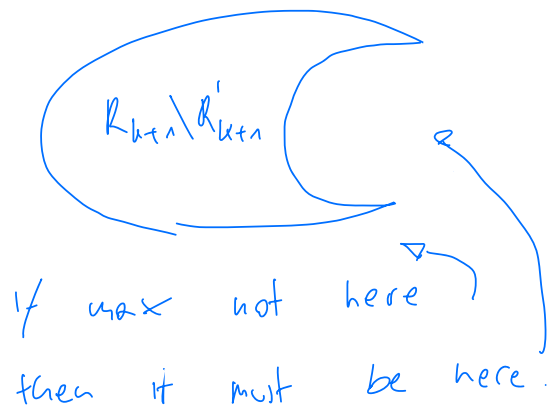 R_{k+1} \ R'_{k+1}
If max not here
then it must be here.